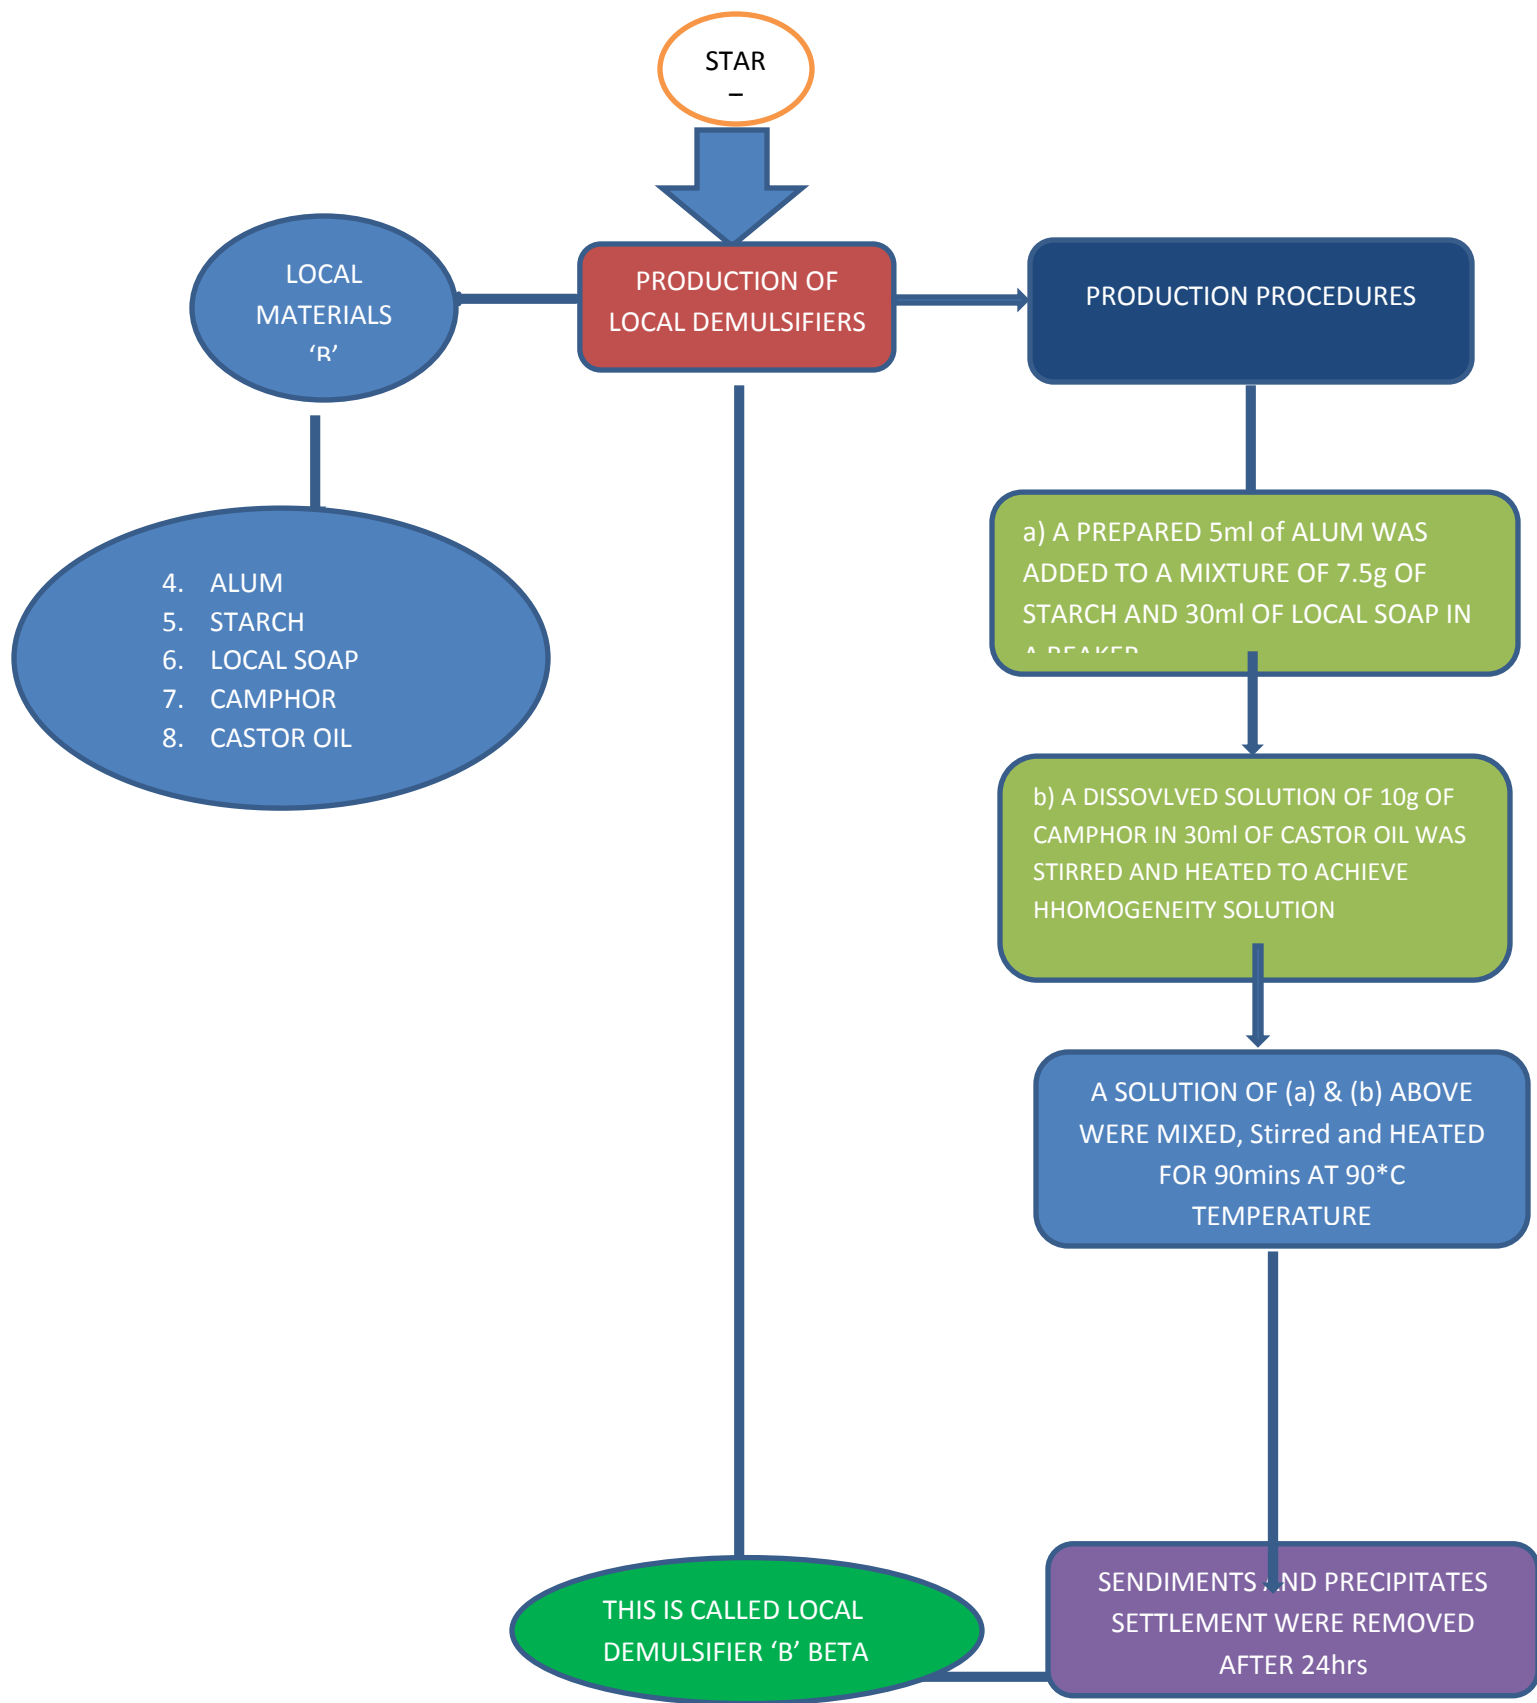 STAR
LOCAL
MATERIALS
‘B’
PRODUCTION OF
LOCAL DEMULSIFIERS
PRODUCTION PROCEDURES
4. ALUM
5. STARCH
6. LOCAL SOAP
7. CAMPHOR
8. CASTOR OIL
a) A PREPARED 5ml of ALUM WAS
ADDED TO A MIXTURE OF 7.5g OF
STARCH AND 30ml OF LOCAL SOAP IN
A BEAKER
b) A DISSOVLVED SOLUTION OF 10g OF
CAMPHOR IN 30ml OF CASTOR OIL WAS
STIRRED AND HEATED TO ACHIEVE
HHOMOGENEITY SOLUTION
A SOLUTION OF (a) & (b) ABOVE
WERE MIXED, Stirred and HEATED
FOR 90mins AT 90*C
TEMPERATURE
SENDIMENTS AND PRECIPITATES
SETTLEMENT WERE REMOVED
AFTER 24hrs
THIS IS CALLED LOCAL
DEMULSIFIER ‘B’ BETA